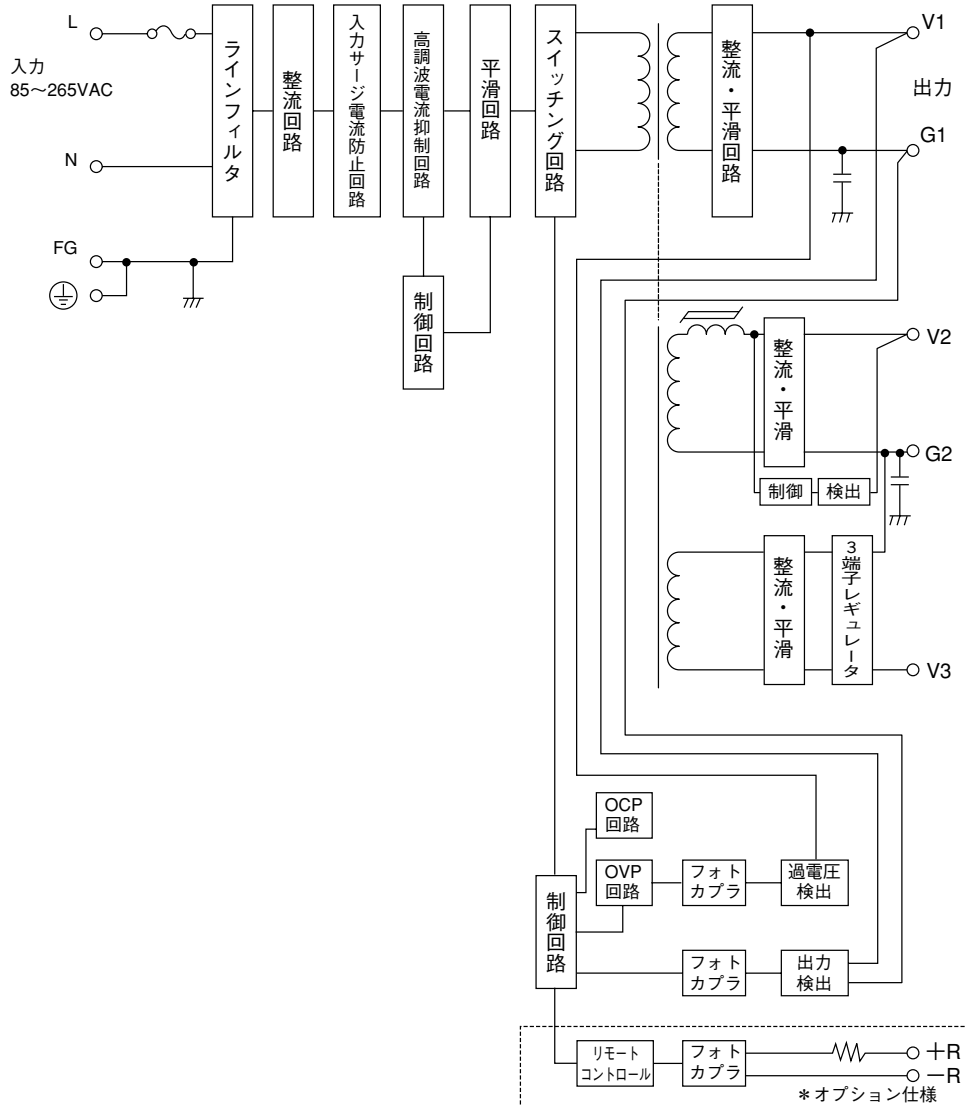 L
入力
85～265VAC
N
FG
ラインフィルタ
整流回路
入力サージ電流防止回路
高調波電流抑制回路
平滑回路
制御回路
スイッチング回路
整流・平滑回路
V1
出力
G1
整流・平滑
V2
G2
制御
検出
整流・平滑
3端子レギュレータ
V3
OCP
回路
OVP
回路
フォト
カプラ
過電圧
検出
制御回路
フォト
カプラ
出力
検出
リモート
コントロール
フォト
カプラ
＋R
－R
＊オプション仕様